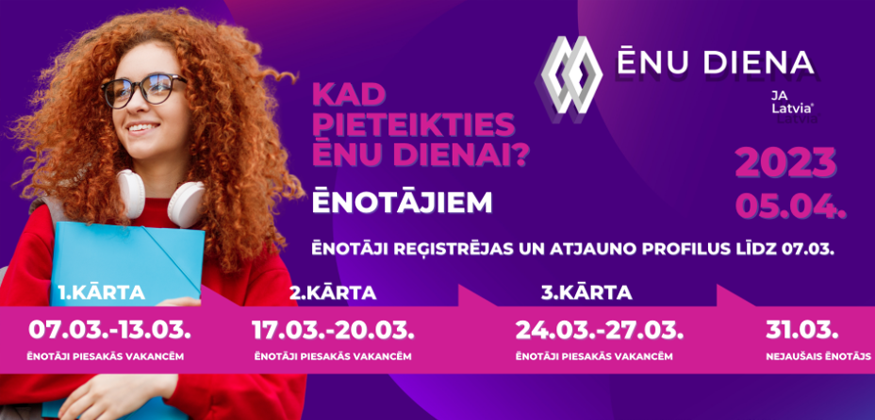 ĒNU DIENA
JA
Latvia®
KAD
PIETEIKTIES
ĒNU DIENAI?
2023
05.04.
ĒNOTĀJIEM
ĒNOTĀJI REĢISTRĒJAS UN ATJAUNO PROFILUS LĪDZ 07.03.
1.KĀRTA
07.03.-13.03.
ĒNOTĀJI PIESAKĀS VAKANCĒM
2.KĀRTA
17.03.-20.03.
ĒNOTĀJI PIESAKĀS VAKANCĒM
3.KĀRTA
24.03.-27.03.
ĒNOTĀJI PIESAKĀS VAKANCĒM
31.03.
NEJAUŠAIS ĒNOTĀJS